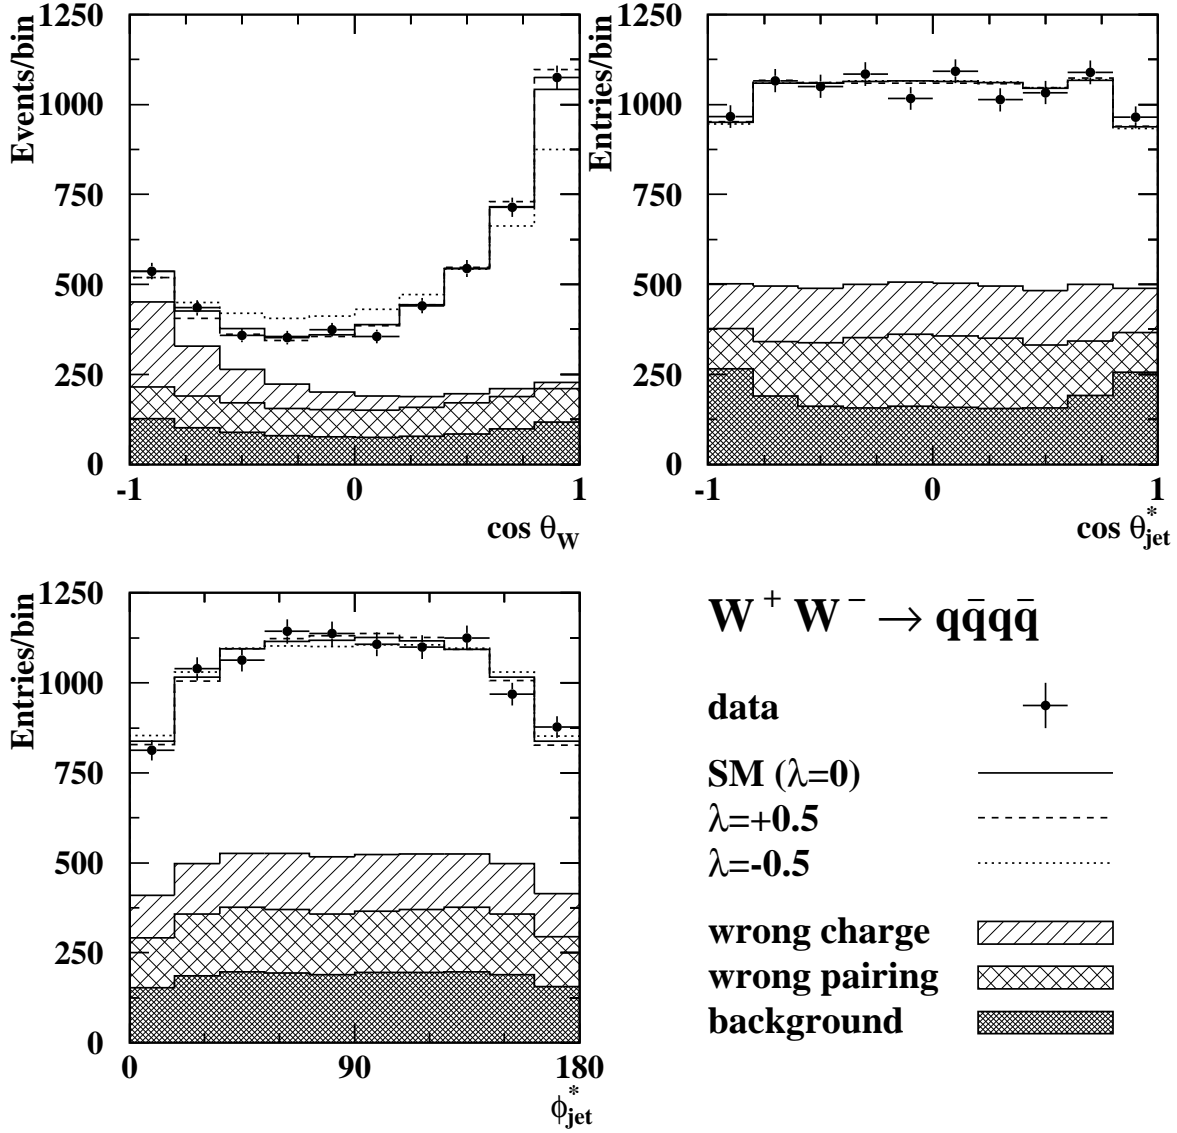 Events/bin
1250
1000
750
500
250
0
-1 0 1
cos θ_W
Entries/bin
1250
1000
750
500
250
0
-1 0 1
cos θ*_jet
Entries/bin
1250
1000
750
500
250
0
0 90 180
ϕ*_jet
W⁺ W⁻ → qq̄qq̄
data
SM (λ=0)
λ=+0.5
λ=-0.5
wrong charge
wrong pairing
background